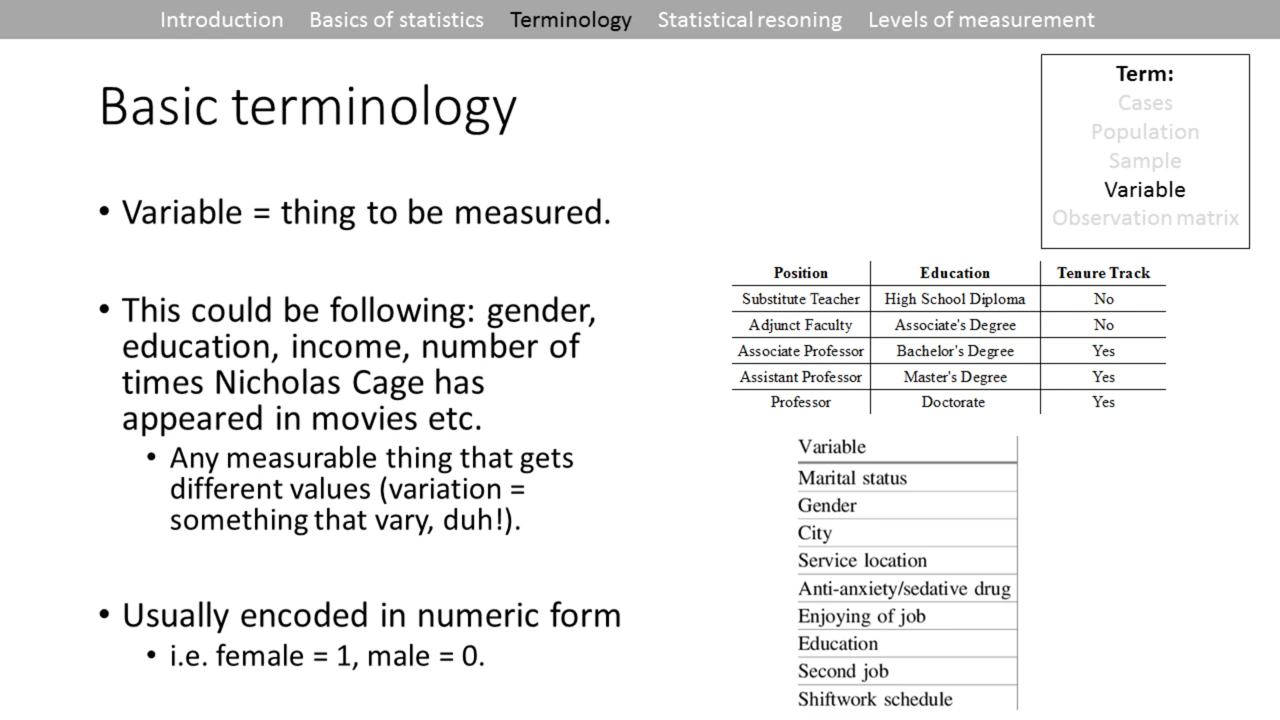 Introduction Basics of statistics Terminology Statistical resoning Levels of measurement
Basic terminology
Term:
Cases
Population
Sample
Variable
Observation matrix
• Variable = thing to be measured.
• This could be following: gender,
education, income, number of
times Nicholas Cage has
appeared in movies etc.
• Any measurable thing that gets
different values (variation =
something that vary, duh!).
• Usually encoded in numeric form
• i.e. female = 1, male = 0.
Position Education Tenure Track
Substitute Teacher High School Diploma No
Adjunct Faculty Associate's Degree No
Associate Professor Bachelor's Degree Yes
Assistant Professor Master's Degree Yes
Professor Doctorate Yes
Variable
Marital status
Gender
City
Service location
Anti-anxiety/sedative drug
Enjoying of job
Education
Second job
Shiftwork schedule